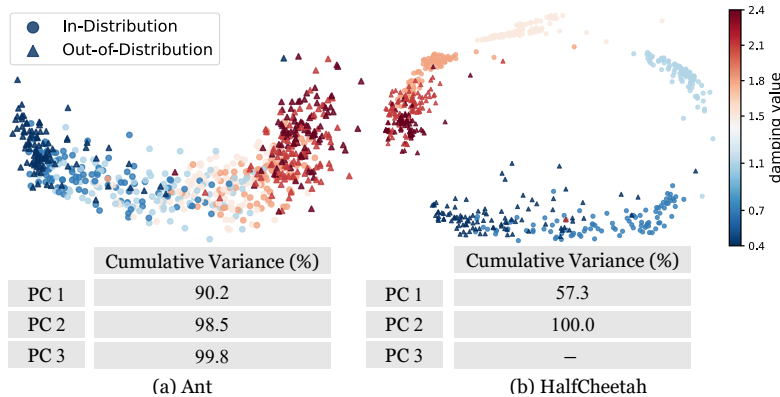 In-Distribution
Out-of-Distribution
2.4
2.1
1.8
1.5
1.1
0.7
0.4
damping value
Cumulative Variance (%)
PC 1 90.2
PC 2 98.5
PC 3 99.8
(a) Ant
Cumulative Variance (%)
PC 1 57.3
PC 2 100.0
PC 3 –
(b) HalfCheetah